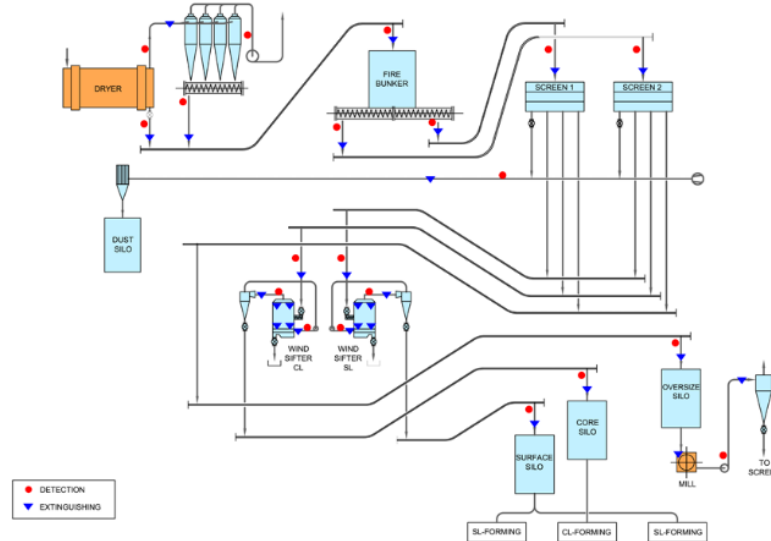 DRYER
FIRE
BUNKER
SCREEN 1
SCREEN 2
DUST
SILO
WIND
SIFTER
CL
WIND
SIFTER
SL
OVERSIZE
SILO
CORE
SILO
SURFACE
SILO
MILL
TO
SCREEN
DETECTION
EXTINGUISHING
SL-FORMING
CL-FORMING
SL-FORMING